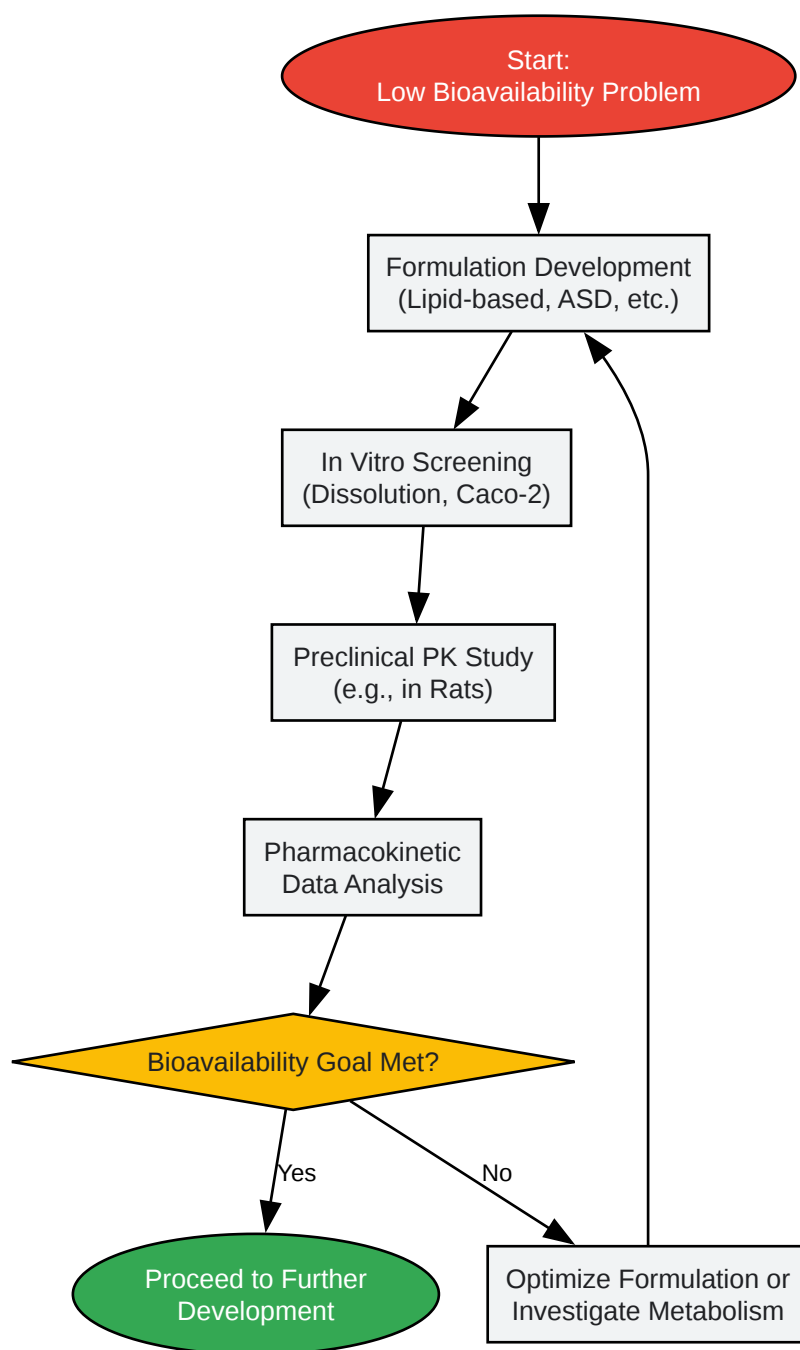 Start:
Low Bioavailability Problem
Formulation Development
(Lipid-based, ASD, etc.)
In Vitro Screening
(Dissolution, Caco-2)
Preclinical PK Study
(e.g., in Rats)
Pharmacokinetic
Data Analysis
Bioavailability Goal Met?
Yes
No
Proceed to Further
Development
Optimize Formulation or
Investigate Metabolism